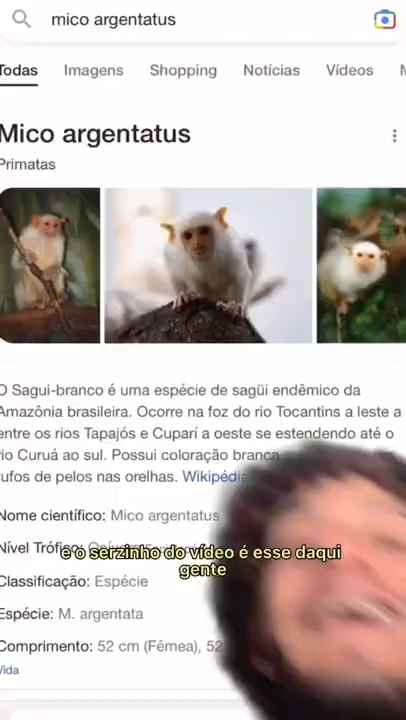 mico argentatus
Todas Imagens Shopping Notícias Vídeos
Mico argentatus
Primatas
O Sagui-branco é uma espécie de sagüi endêmico da
Amazônia brasileira. Ocorre na foz do rio Tocantins a leste a
entre os rios Tapajós e Cuparí a oeste se estendendo até o
rio Curuá ao sul. Possui coloração branca
tufos de pelos nas orelhas. Wikipédia
Nome científico: Mico argentatus
Nível Trófico:
e o serzinho do vídeo é esse daqui
gente
Classificação: Espécie
Espécie: M. argentata
Comprimento: 52 cm (Fêmea), 52
Vida